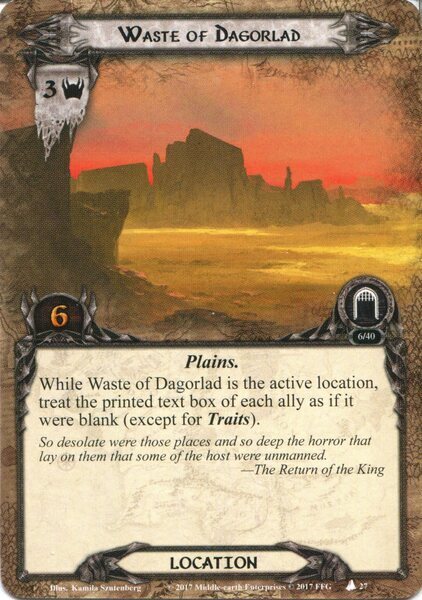 Waste of Dagorlad
3
6
6/40
Plains.
While Waste of Dagorlad is the active location,
treat the printed text box of each ally as if it
were blank (except for Traits).
So desolate were those places and so deep the horror that
lay on them that some of the host were unmanned.
—The Return of the King
LOCATION
Illus. Kamila Szutenberg © 2017 Middle-earth Enterprises © 2017 FFG 27